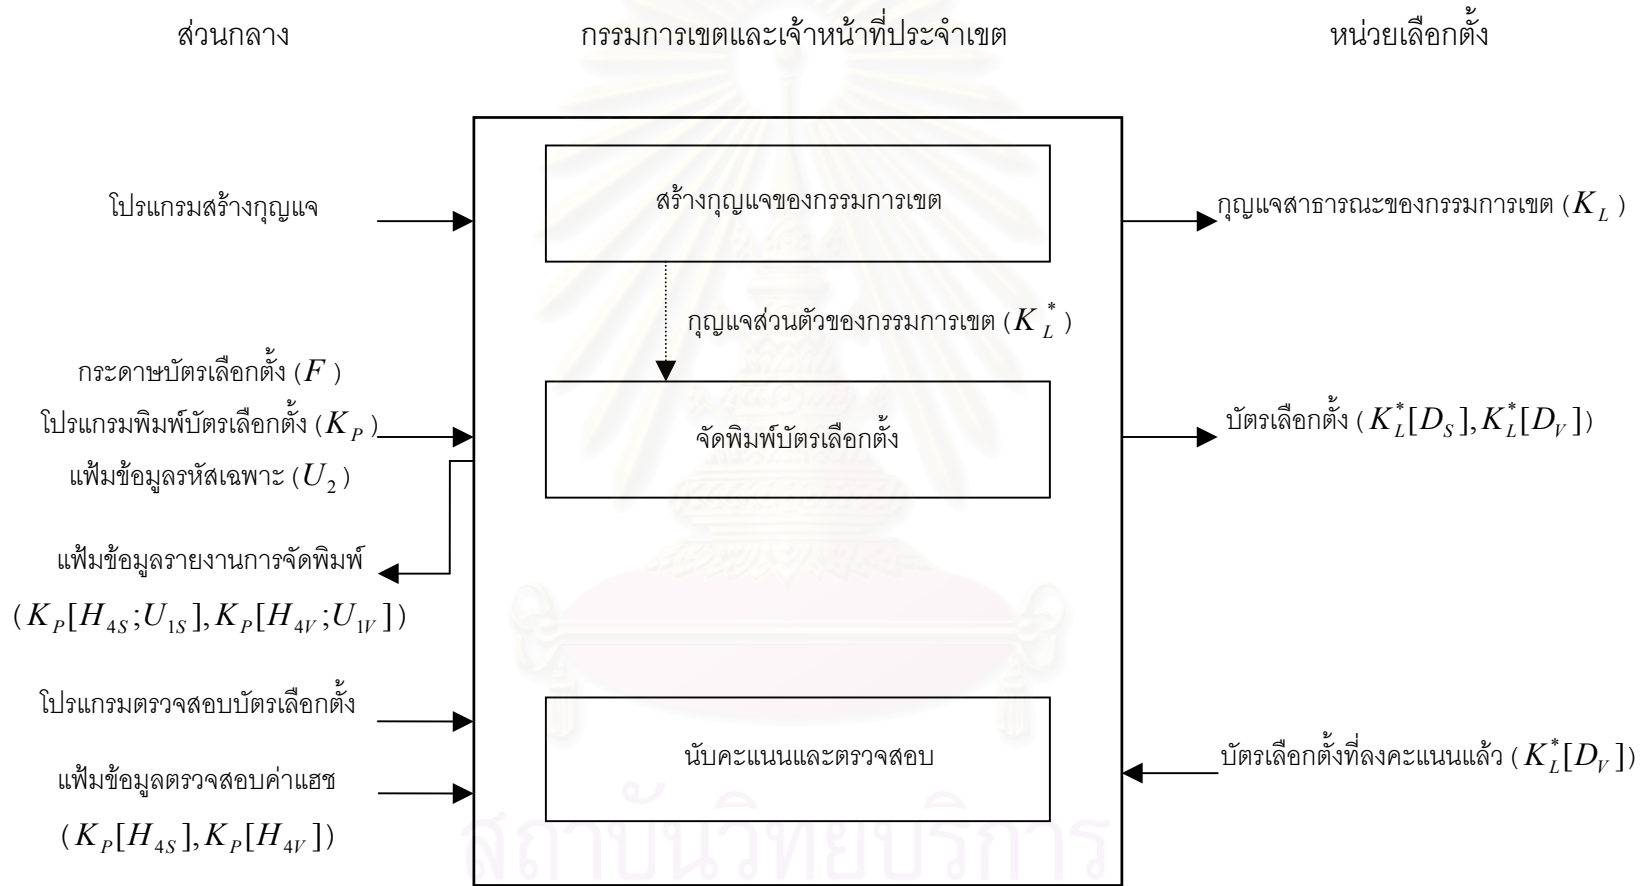 ส่วนกลาง
กรรมการเขตและเจ้าหน้าที่ประจำเขต
หน่วยเลือกตั้ง
โปรแกรมสร้างกุญแจ
สร้างกุญแจของกรรมการเขต
กุญแจสาธารณะของกรรมการเขต (K_L)
กุญแจส่วนตัวของกรรมการเขต (K_L^*)
กระดาษบัตรเลือกตั้ง (F)
โปรแกรมพิมพ์บัตรเลือกตั้ง (K_P)
แฟ้มข้อมูลรหัสเฉพาะ (U_2)
จัดพิมพ์บัตรเลือกตั้ง
บัตรเลือกตั้ง (K_L^*[D_S],K_L^*[D_V])
แฟ้มข้อมูลรายงานการจัดพิมพ์
(K_P[H_{4S};U_{1S}],K_P[H_{4V};U_{1V}])
โปรแกรมตรวจสอบบัตรเลือกตั้ง
นับคะแนนและตรวจสอบ
บัตรเลือกตั้งที่ลงคะแนนแล้ว (K_L^*[D_V])
แฟ้มข้อมูลตรวจสอบค่าแฮช
(K_P[H_{4S}],K_P[H_{4V}])
สถาบันวิทยบริการ